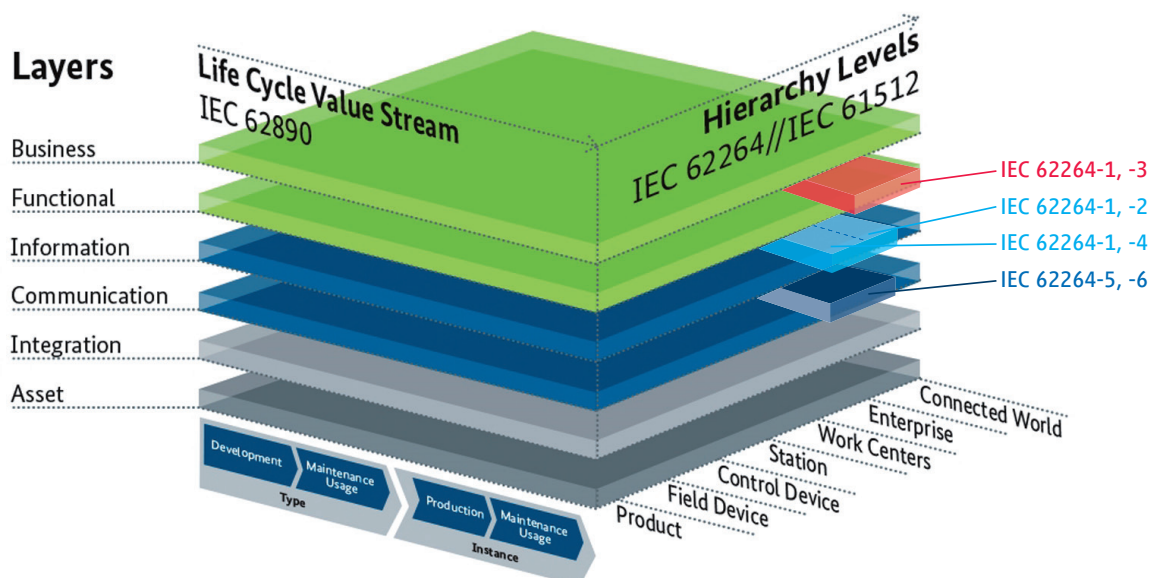 Layers
Life Cycle Value Stream
IEC 62890
Hierarchy Levels
IEC 62264//IEC 61512
Business
Functional
Information
Communication
Integration
Asset
IEC 62264-1, -3
IEC 62264-1, -2
IEC 62264-1, -4
IEC 62264-5, -6
Connected World
Enterprise
Work Centers
Station
Control Device
Field Device
Product
Development
Maintenance
Usage
Type
Production
Maintenance
Usage
Instance